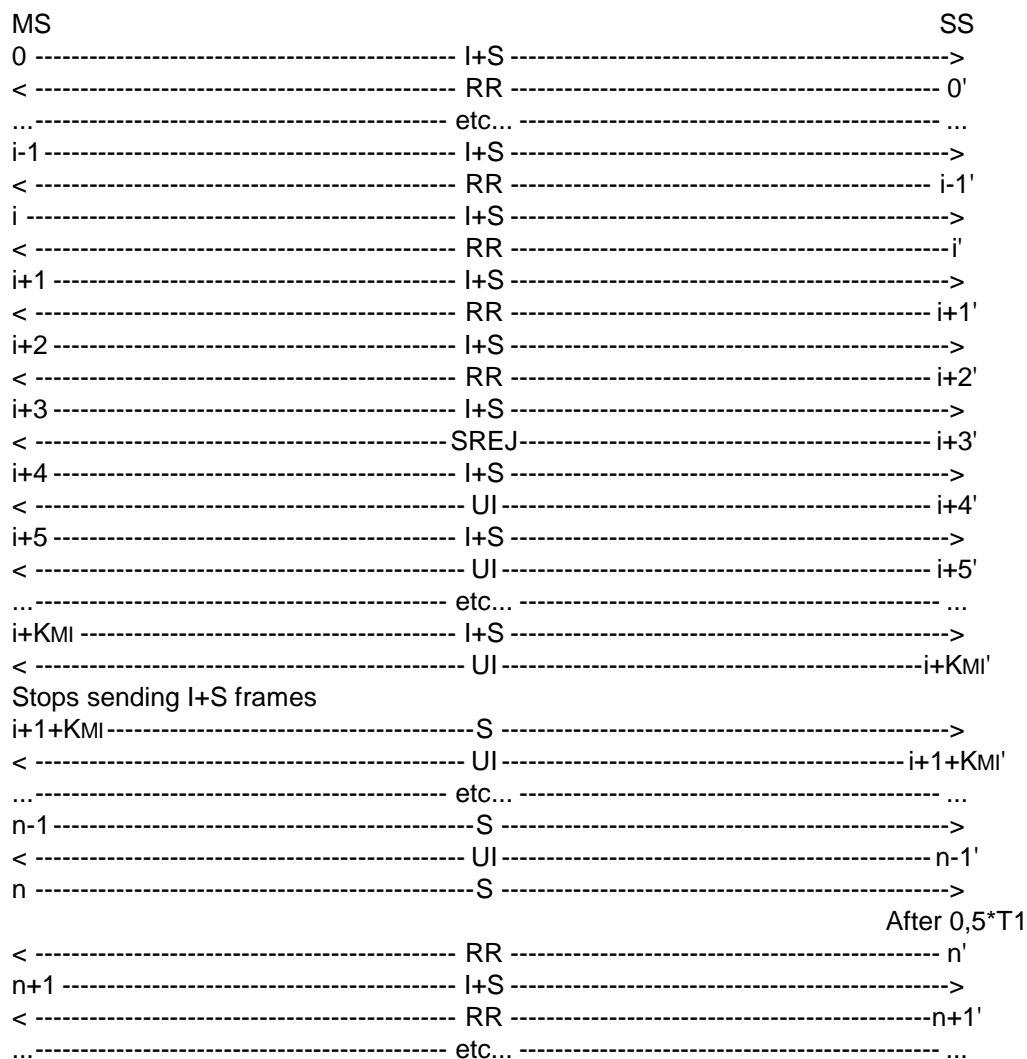 MS SS
0 ----------------------------------------------- I+S ------------------------------------------------->
< ----------------------------------------------- RR ------------------------------------------------ 0'
...---------------------------------------------- etc... ----------------------------------------------- ...
i-1 ---------------------------------------------- I+S ------------------------------------------------->
< ----------------------------------------------- RR ----------------------------------------------- i-1'
i ------------------------------------------------ I+S ------------------------------------------------->
< ----------------------------------------------- RR -------------------------------------------------i'
i+1 ---------------------------------------------- I+S ------------------------------------------------->
< ----------------------------------------------- RR ----------------------------------------------- i+1'
i+2 --------------------------------------------- I+S ------------------------------------------------->
< ----------------------------------------------- RR ----------------------------------------------- i+2'
i+3 --------------------------------------------- I+S ------------------------------------------------->
< ----------------------------------------------SREJ---------------------------------------------- i+3'
i+4 --------------------------------------------- I+S ------------------------------------------------->
< ------------------------------------------------ UI ------------------------------------------------ i+4'
i+5 --------------------------------------------- I+S ------------------------------------------------->
< ------------------------------------------------ UI ------------------------------------------------ i+5'
...---------------------------------------------- etc... ----------------------------------------------- ...
i+KMI ------------------------------------------ I+S ------------------------------------------------->
< ------------------------------------------------ UI-----------------------------------------------i+KMI'
Stops sending I+S frames
i+1+KMI-----------------------------------------S -------------------------------------------------->
< ------------------------------------------------ UI --------------------------------------------- i+1+KMI'
...---------------------------------------------- etc... ----------------------------------------------- ...
n-1 -----------------------------------------------S -------------------------------------------------->
< ------------------------------------------------ UI ------------------------------------------------ n-1'
n -------------------------------------------------S -------------------------------------------------->
After 0,5*T1
< ----------------------------------------------- RR ------------------------------------------------ n'
n+1 -------------------------------------------- I+S ------------------------------------------------->
< ----------------------------------------------- RR -----------------------------------------------n+1'
...---------------------------------------------- etc... ----------------------------------------------- ...